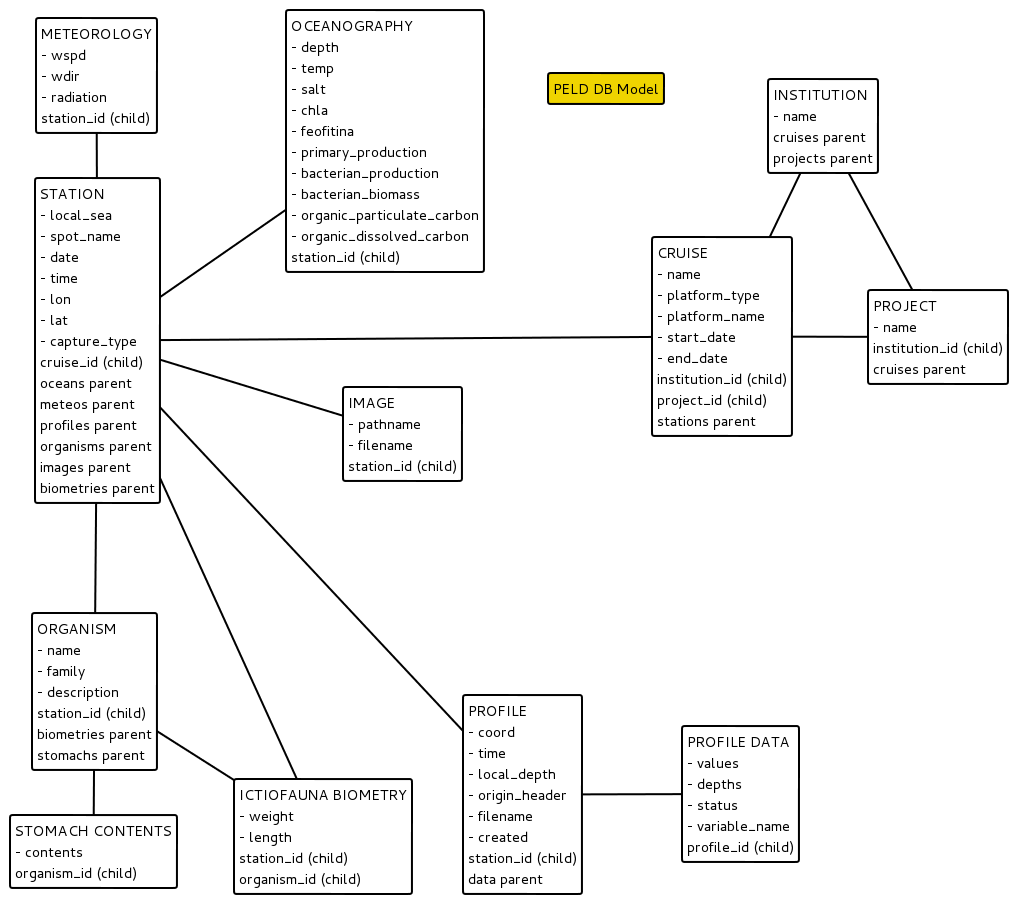 METEOROLOGY
- wspd
- wdir
- radiation
station_id (child)
OCEANOGRAPHY
- depth
- temp
- salt
- chla
- feofitina
- primary_production
- bacterian_production
- bacterian_biomass
- organic_particulate_carbon
- organic_dissolved_carbon
station_id (child)
PELD DB Model
INSTITUTION
- name
cruises parent
projects parent
STATION
- local_sea
- spot_name
- date
- time
- lon
- lat
- capture_type
cruise_id (child)
oceans parent
meteos parent
profiles parent
organisms parent
images parent
biometries parent
CRUISE
- name
- platform_type
- platform_name
- start_date
- end_date
institution_id (child)
project_id (child)
stations parent
PROJECT
- name
institution_id (child)
cruises parent
IMAGE
- pathname
- filename
station_id (child)
ORGANISM
- name
- family
- description
station_id (child)
biometries parent
stomachs parent
STOMACH CONTENTS
- contents
organism_id (child)
ICTIOFAUNA BIOMETRY
- weight
- length
station_id (child)
organism_id (child)
PROFILE
- coord
- time
- local_depth
- origin_header
- filename
- created
station_id (child)
data parent
PROFILE DATA
- values
- depths
- status
- variable_name
profile_id (child)